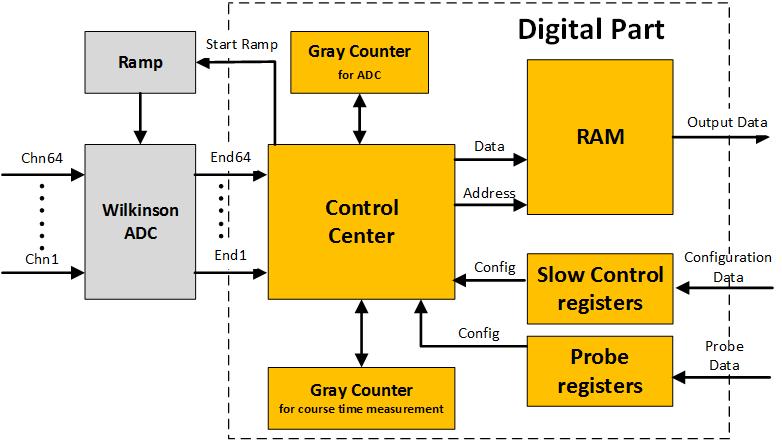 Digital Part
Start Ramp
Gray Counter
for ADC
Ramp
RAM
Output Data
Data
Chn64
End64
Address
Wilkinson
ADC
Control
Center
Chn1
End1
Config
Slow Control
registers
Configuration
Data
Config
Probe
registers
Probe
Data
Gray Counter
for course time measurement